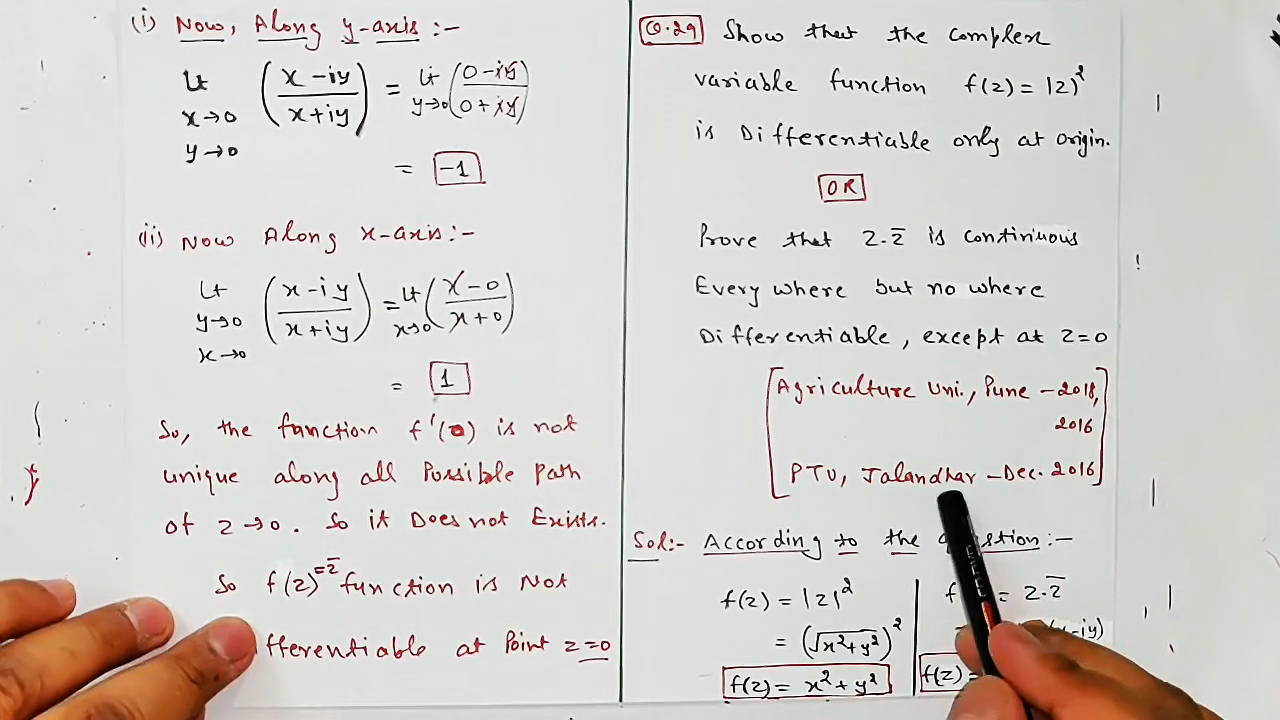 (i) Now, Along y-axis :-
Lt (x-iy / x+iy) = Lt (0-iy / 0+iy)
x→0 y→0
y→0
= -1
(ii) Now Along x-axis:-
Lt (x-iy / x+iy) = Lt (x-0 / x+0)
y→0 x→0
x→0
= 1
So, the function f'(0) is not
unique along all Possible Path
of z→0. So it Does not Exists.
So f(z)=z̄ function is Not
fferentiable at Point z=0
Q.29 Show that the complex
variable function f(z) = |z|²
is Differentiable only at origin.
OR
Prove that z.z̄ is continuous
Every where but no where
Differentiable, except at z=0
[Agriculture Uni., Pune -2018,
2016
PTU, Jalandhar -Dec. 2016]
Sol:- According to the question:-
f(z) = |z|²
= (√x²+y²)²
f(z) = x²+y²
f = z.z̄
=
f(z) =